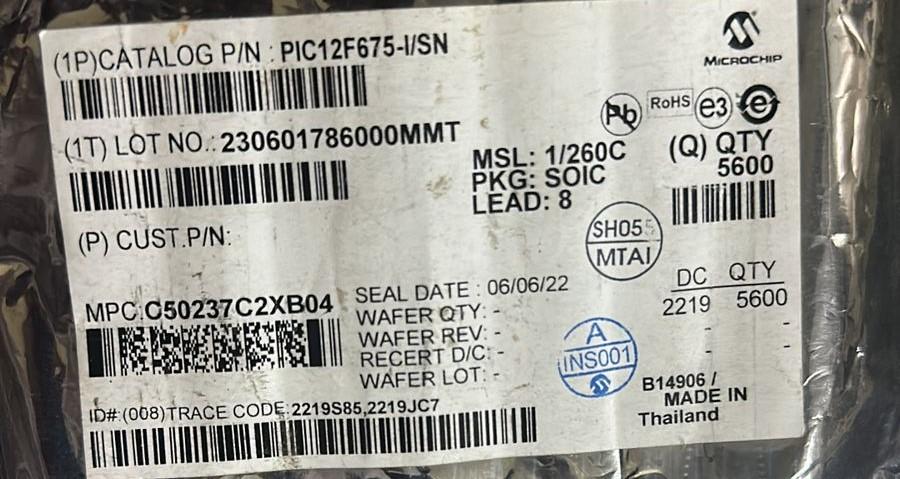 (1P)CATALOG P/N : PIC12F675-I/SN
MICROCHIP
Pb
RoHS
e3
e
(1T) LOT NO.: 230601786000MMT
MSL: 1/260C
PKG: SOIC
LEAD: 8
(Q) QTY
5600
(P) CUST.P/N:
SH055
MTAI
MPC:C50237C2XB04
SEAL DATE : 06/06/22
WAFER QTY: -
WAFER REV: -
RECERT D/C: -
WAFER LOT: -
DC QTY
2219 5600
- -
- -
A
INS001
B14906 /
MADE IN
Thailand
ID#:(008)TRACE CODE:2219S85,2219JC7